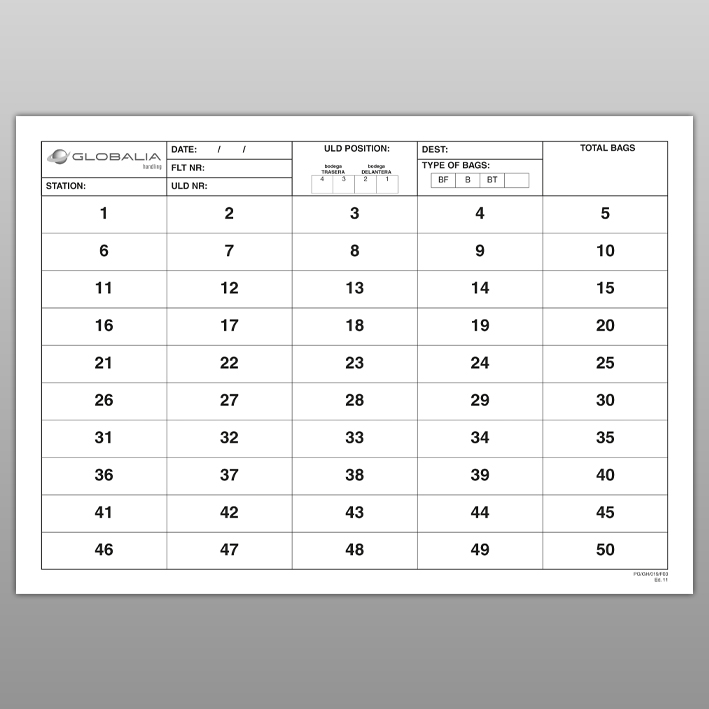 GLOBALIA
handling
STATION:
DATE: / /
FLT NR:
ULD NR:
ULD POSITION:
bodega bodega
TRASERA DELANTERA
4 3 2 1
DEST:
TYPE OF BAGS:
BF B BT
TOTAL BAGS
1 2 3 4 5
6 7 8 9 10
11 12 13 14 15
16 17 18 19 20
21 22 23 24 25
26 27 28 29 30
31 32 33 34 35
36 37 38 39 40
41 42 43 44 45
46 47 48 49 50
Ed. 11